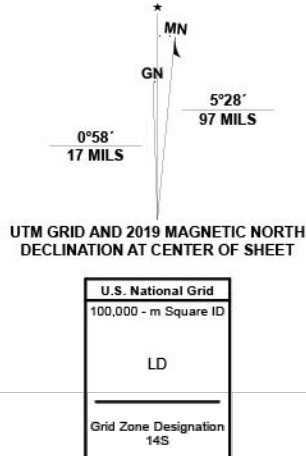 MN
GN
5°28´
97 MILS
0°58´
17 MILS
UTM GRID AND 2019 MAGNETIC NORTH
DECLINATION AT CENTER OF SHEET
U.S. National Grid
100,000 - m Square ID
LD
Grid Zone Designation
14S